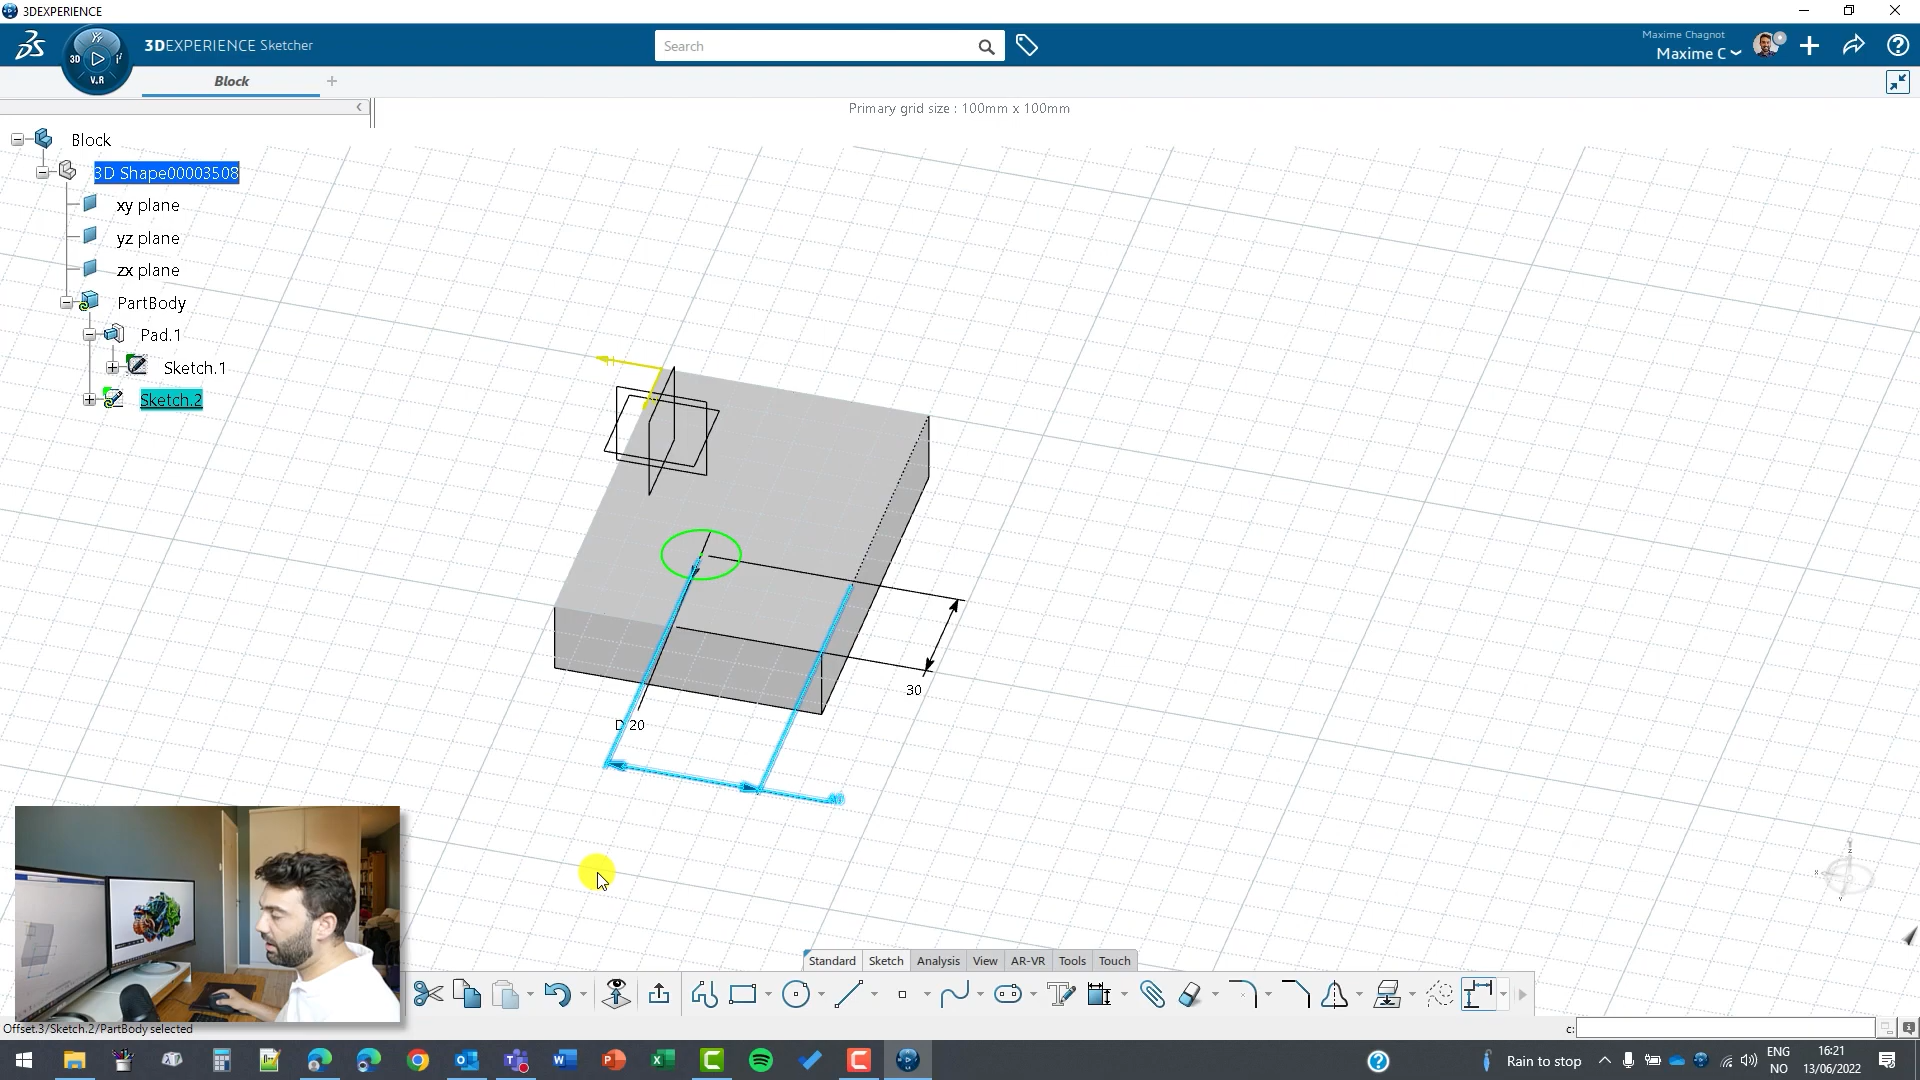 3DEXPERIENCE
3DEXPERIENCE Sketcher
Search
Maxime Chagnot
Maxime C
3D
V.R
Block
Primary grid size : 100mm x 100mm
Block
3D Shape00003508
xy plane
yz plane
zx plane
PartBody
Pad.1
Sketch.1
Sketch.2
H
30
D 20
Standard
Sketch
Analysis
View
AR-VR
Tools
Touch
Offset.3/Sketch.2/PartBody selected
c:
Rain to stop
ENG
NO
16:21
13/06/2022